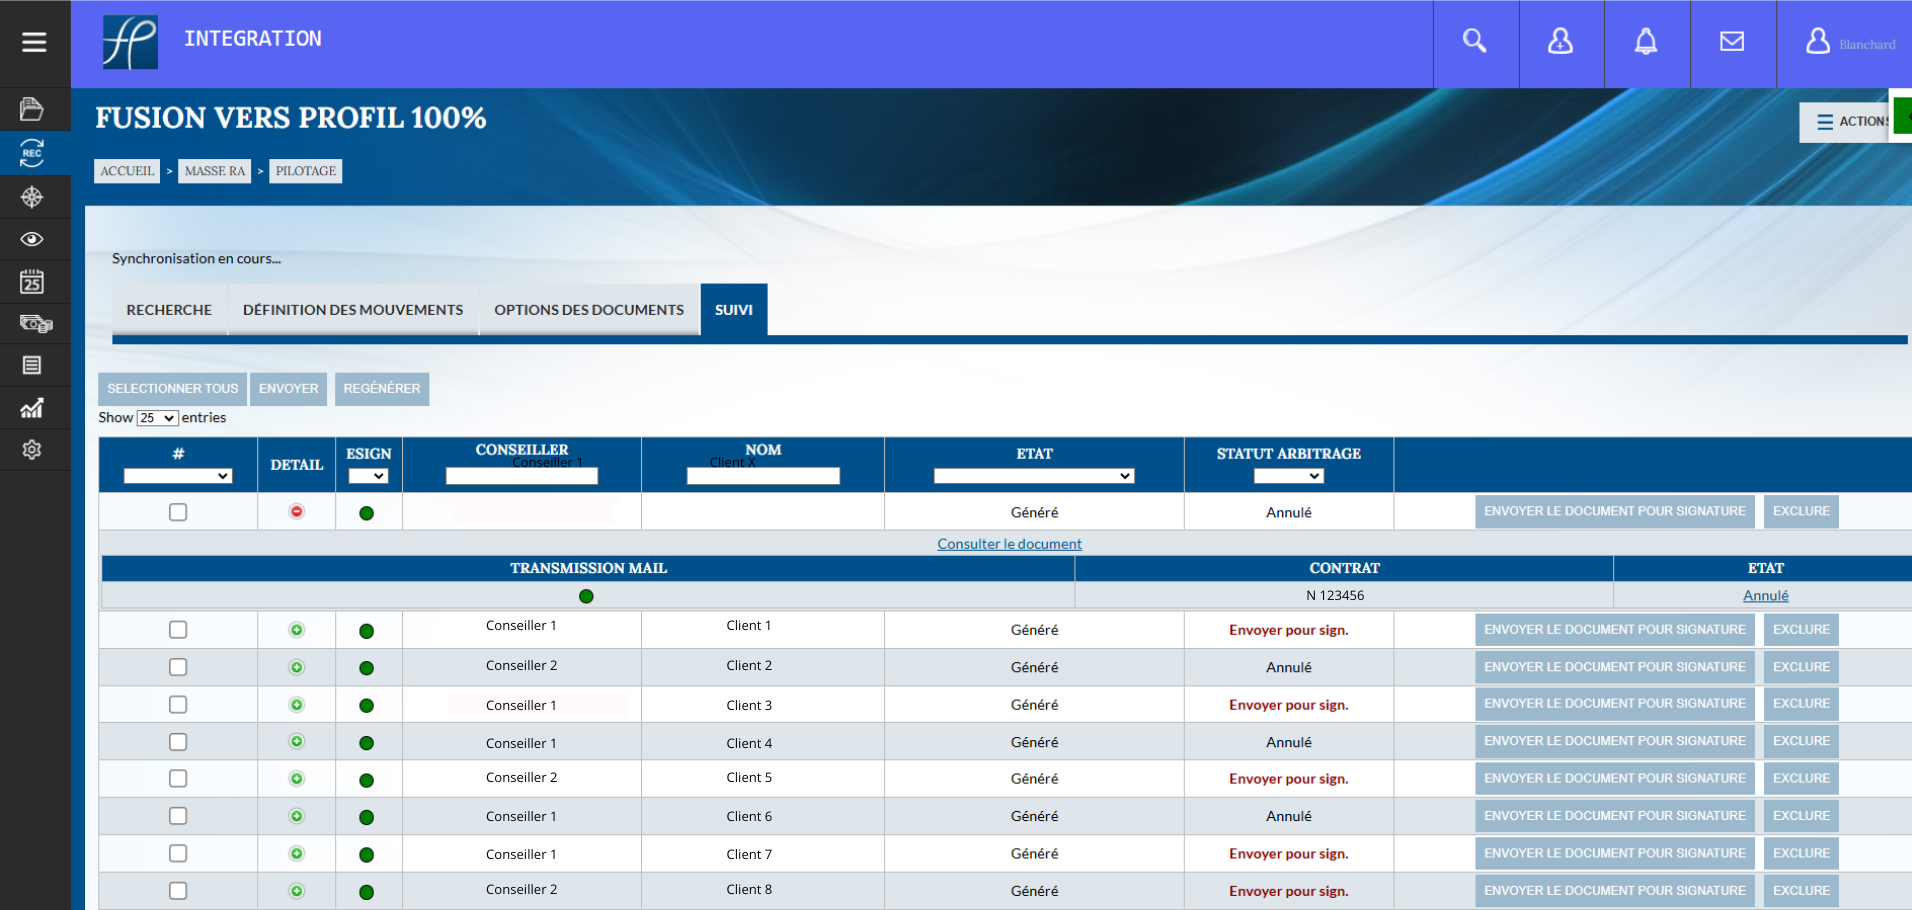 INTEGRATION
Blanchard
FUSION VERS PROFIL 100%
ACTIONS
ACCUEIL > MASSE RA > PILOTAGE
REC
25
Synchronisation en cours...
RECHERCHE DÉFINITION DES MOUVEMENTS OPTIONS DES DOCUMENTS SUIVI
SELECTIONNER TOUS ENVOYER REGÉNÉRER
Show 25 entries
# DETAIL ESIGN CONSEILLER NOM ETAT STATUT ARBITRAGE
Conseiller 1 Client X
Généré Annulé ENVOYER LE DOCUMENT POUR SIGNATURE EXCLURE
Consulter le document
TRANSMISSION MAIL CONTRAT ETAT
N 123456 Annulé
Conseiller 1 Client 1 Généré Envoyer pour sign. ENVOYER LE DOCUMENT POUR SIGNATURE EXCLURE
Conseiller 2 Client 2 Généré Annulé ENVOYER LE DOCUMENT POUR SIGNATURE EXCLURE
Conseiller 1 Client 3 Généré Envoyer pour sign. ENVOYER LE DOCUMENT POUR SIGNATURE EXCLURE
Conseiller 1 Client 4 Généré Annulé ENVOYER LE DOCUMENT POUR SIGNATURE EXCLURE
Conseiller 2 Client 5 Généré Envoyer pour sign. ENVOYER LE DOCUMENT POUR SIGNATURE EXCLURE
Conseiller 1 Client 6 Généré Annulé ENVOYER LE DOCUMENT POUR SIGNATURE EXCLURE
Conseiller 1 Client 7 Généré Envoyer pour sign. ENVOYER LE DOCUMENT POUR SIGNATURE EXCLURE
Conseiller 2 Client 8 Généré Envoyer pour sign. ENVOYER LE DOCUMENT POUR SIGNATURE EXCLURE